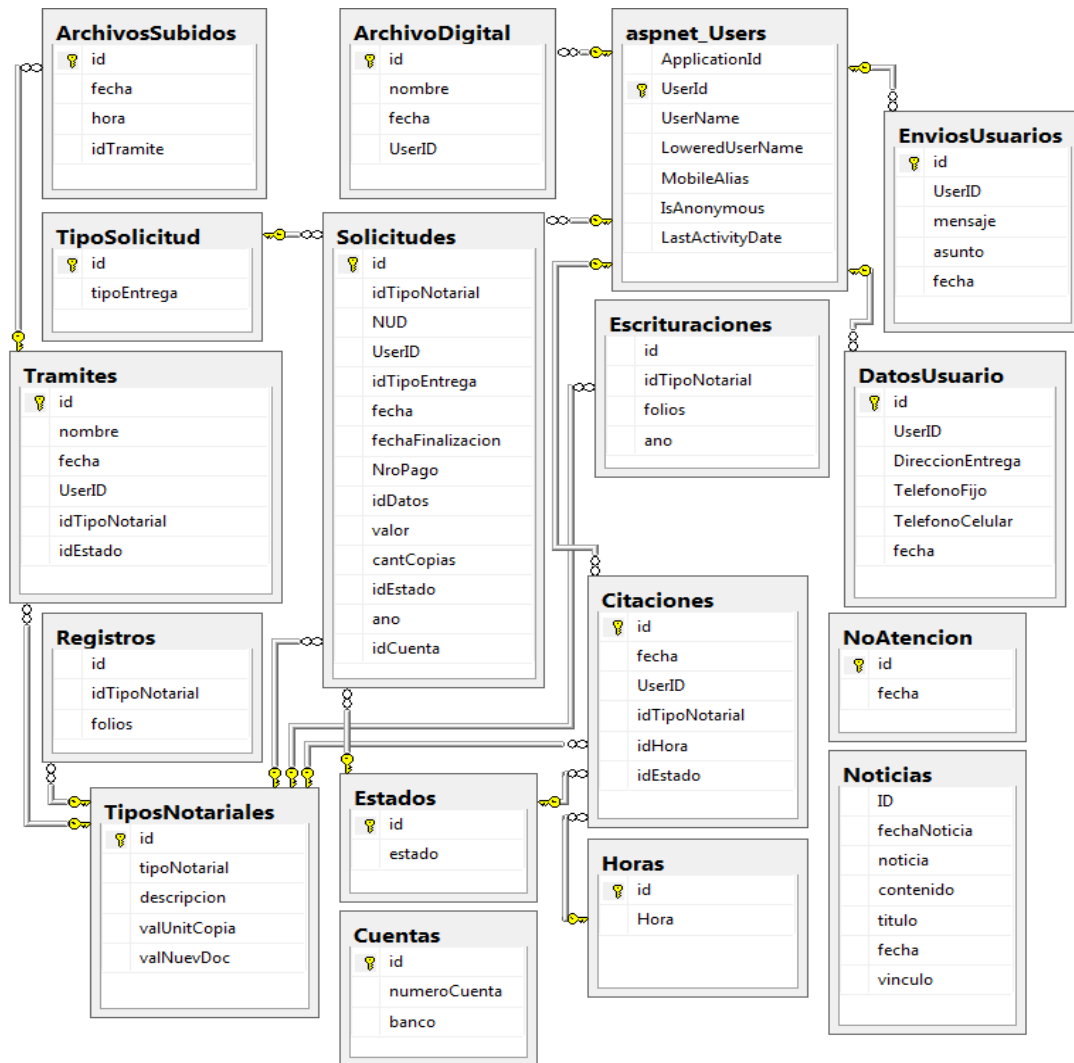 ArchivosSubidos
id
fecha
hora
idTramite
ArchivoDigital
id
nombre
fecha
UserID
aspnet_Users
ApplicationId
UserId
UserName
LoweredUserName
MobileAlias
IsAnonymous
LastActivityDate
EnviosUsuarios
id
UserID
mensaje
asunto
fecha
TipoSolicitud
id
tipoEntrega
Solicitudes
id
idTipoNotarial
NUD
UserID
idTipoEntrega
fecha
fechaFinalizacion
NroPago
idDatos
valor
cantCopias
idEstado
ano
idCuenta
Escrituraciones
id
idTipoNotarial
folios
ano
DatosUsuario
id
UserID
DireccionEntrega
TelefonoFijo
TelefonoCelular
fecha
Tramites
id
nombre
fecha
UserID
idTipoNotarial
idEstado
Citaciones
id
fecha
UserID
idTipoNotarial
idHora
idEstado
NoAtencion
id
fecha
Registros
id
idTipoNotarial
folios
Noticias
ID
fechaNoticia
noticia
contenido
titulo
fecha
vinculo
TiposNotariales
id
tipoNotarial
descripcion
valUnitCopia
valNuevDoc
Estados
id
estado
Horas
id
Hora
Cuentas
id
numeroCuenta
banco